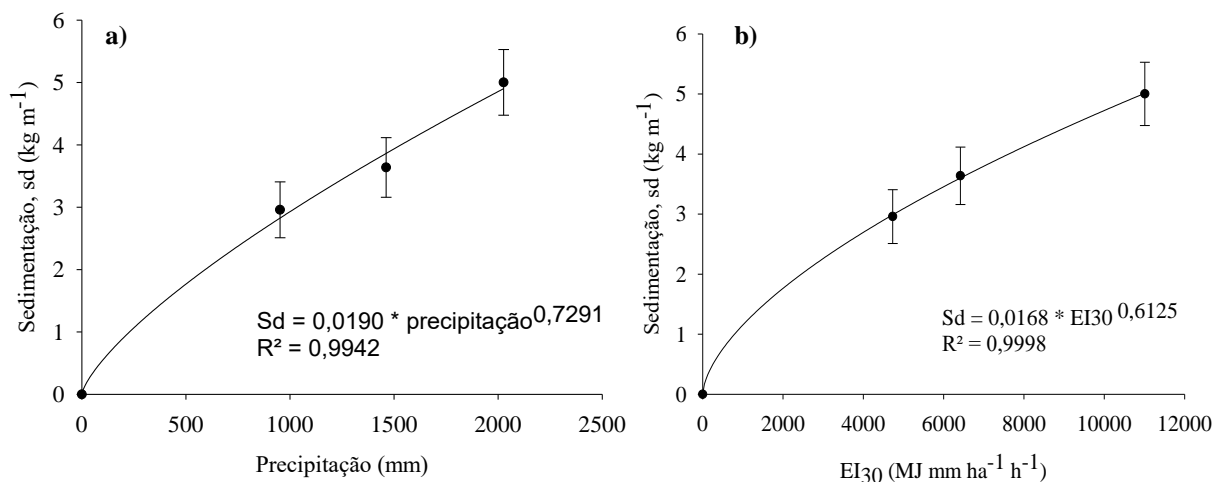 a)
Sedimentação, sd (kg m⁻¹)
6
5
4
3
2
1
0
Sd = 0,0190 * precipitação^0,7291
R² = 0,9942
0 500 1000 1500 2000 2500
Precipitação (mm)
b)
Sedimentação, sd (kg m⁻¹)
6
5
4
3
2
1
0
Sd = 0,0168 * EI30^0,6125
R² = 0,9998
0 2000 4000 6000 8000 10000 12000
EI₃₀ (MJ mm ha⁻¹ h⁻¹)